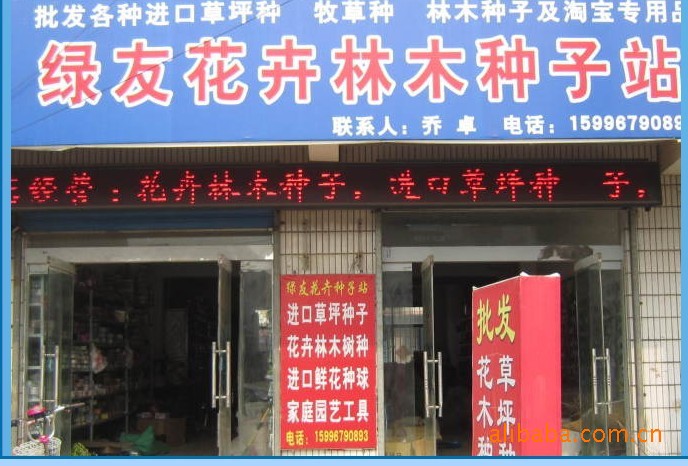 批发各种进口草坪种 牧草种 林木种子及淘宝专用品
绿友花卉林木种子站
联系人：乔 卓 电话：1599679089
经营：花卉林木种子，进口草坪种 子，
绿友花卉种子站
进口草坪种子
花卉林木树种
进口鲜花种球
家庭园艺工具
电话：15996790893
批发
花木种
草坪
alibaba.com.cn